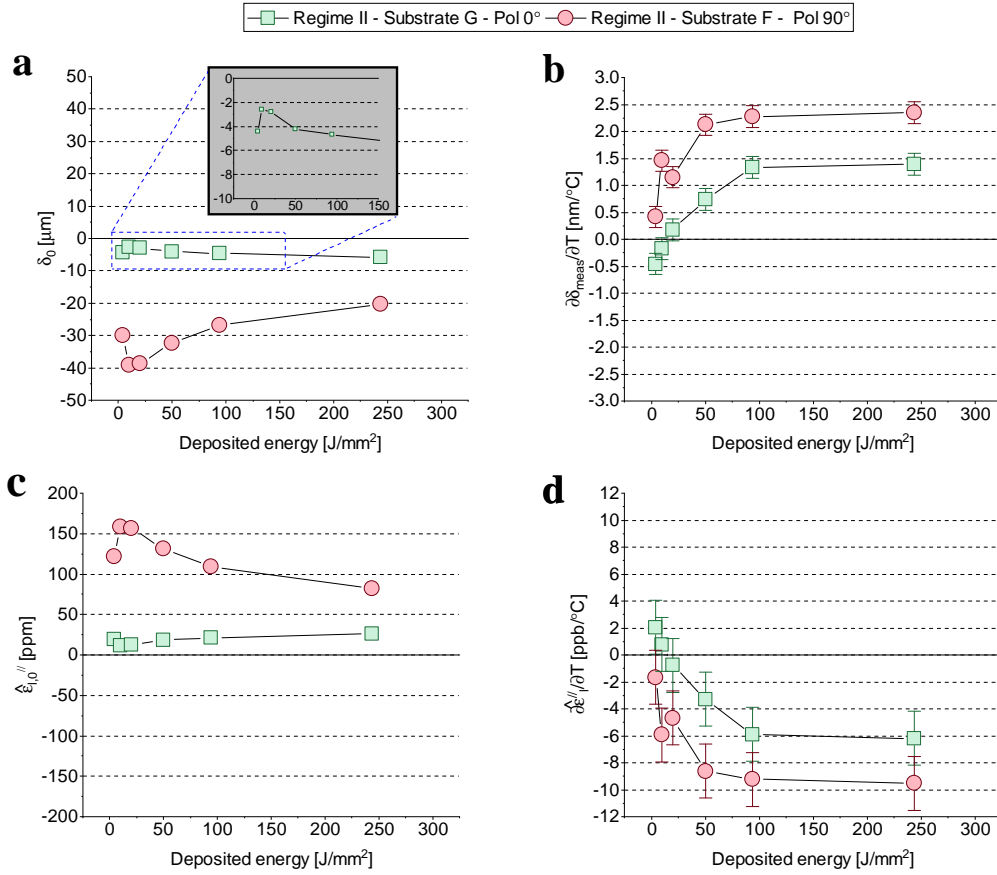 Regime II - Substrate G - Pol 0° Regime II - Substrate F - Pol 90°
a
50
40
30
20
10
0
-10
-20
-30
-40
-50
δ₀ [μm]
0
-2
-4
-6
-8
-10
0 50 100 150
0 50 100 150 200 250 300
Deposited energy [J/mm²]
b
3.0
2.5
2.0
1.5
1.0
0.5
0.0
-0.5
-1.0
-1.5
-2.0
-2.5
-3.0
∂δmeas/∂T [nm/°C]
0 50 100 150 200 250 300
Deposited energy [J/mm²]
c
200
150
100
50
0
-50
-100
-150
-200
ε̂l,0// [ppm]
0 50 100 150 200 250 300
Deposited energy [J/mm²]
d
12
10
8
6
4
2
0
-2
-4
-6
-8
-10
-12
∂ε̂l///∂T [ppb/°C]
0 50 100 150 200 250 300
Deposited energy [J/mm²]